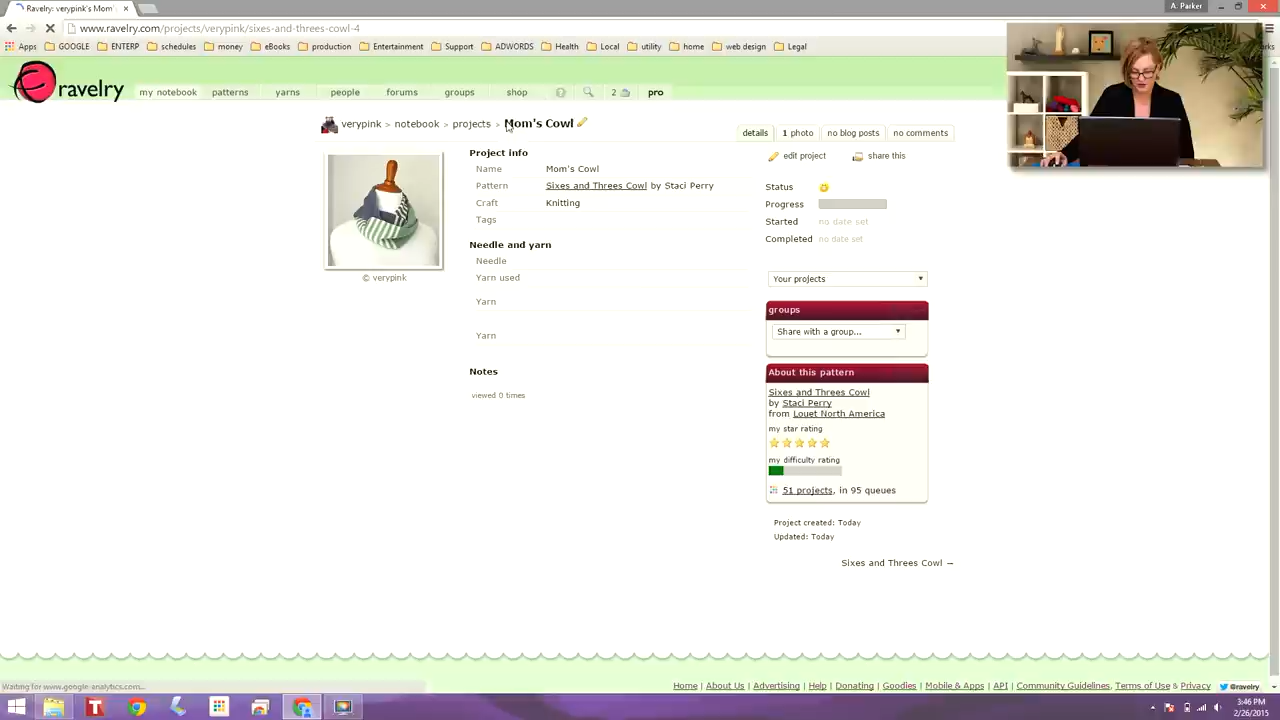 Ravelry: verypink's Mom's
A. Parker
www.ravelry.com/projects/verypink/sixes-and-threes-cowl-4
Apps GOOGLE ENTERP schedules money eBooks production Entertainment Support ADWORDS Health Local utility home web design Legal
ravelry my notebook patterns yarns people forums groups shop 2 pro
verypink > notebook > projects > Mom's Cowl
details 1 photo no blog posts no comments
edit project share this
Project info
Name Mom's Cowl
Pattern Sixes and Threes Cowl by Staci Perry
Craft Knitting
Tags
Needle and yarn
Needle
Yarn used
Yarn
Yarn
Notes
viewed 0 times
© verypink
Status
Progress
Started no date set
Completed no date set
Your projects
groups
Share with a group...
About this pattern
Sixes and Threes Cowl
by Staci Perry
from Louet North America
my star rating
my difficulty rating
51 projects, in 95 queues
Project created: Today
Updated: Today
Sixes and Threes Cowl →
Waiting for www.google-analytics.com...
Home | About Us | Advertising | Help | Donating | Goodies | Mobile & Apps | API | Community Guidelines, Terms of Use & Privacy @ravelry
3:46 PM
2/26/2015